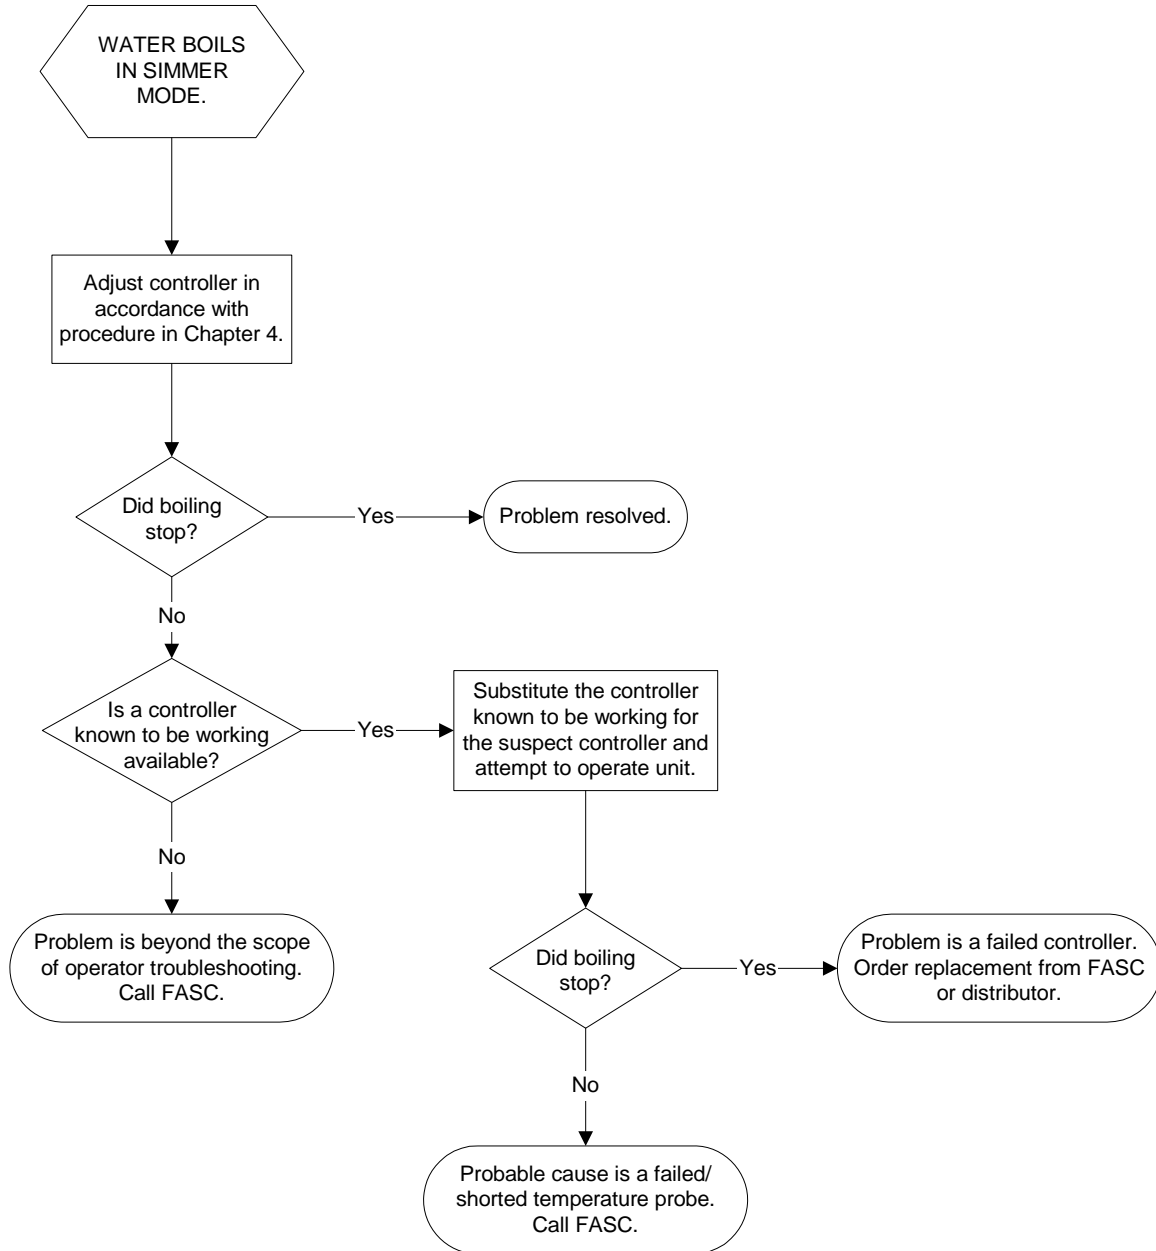 WATER BOILS
IN SIMMER
MODE.
Adjust controller in
accordance with
procedure in Chapter 4.
Did boiling
stop?
Yes
Problem resolved.
No
Is a controller
known to be working
available?
Yes
Substitute the controller
known to be working for
the suspect controller and
attempt to operate unit.
No
Problem is beyond the scope
of operator troubleshooting.
Call FASC.
Did boiling
stop?
Yes
Problem is a failed controller.
Order replacement from FASC
or distributor.
No
Probable cause is a failed/
shorted temperature probe.
Call FASC.